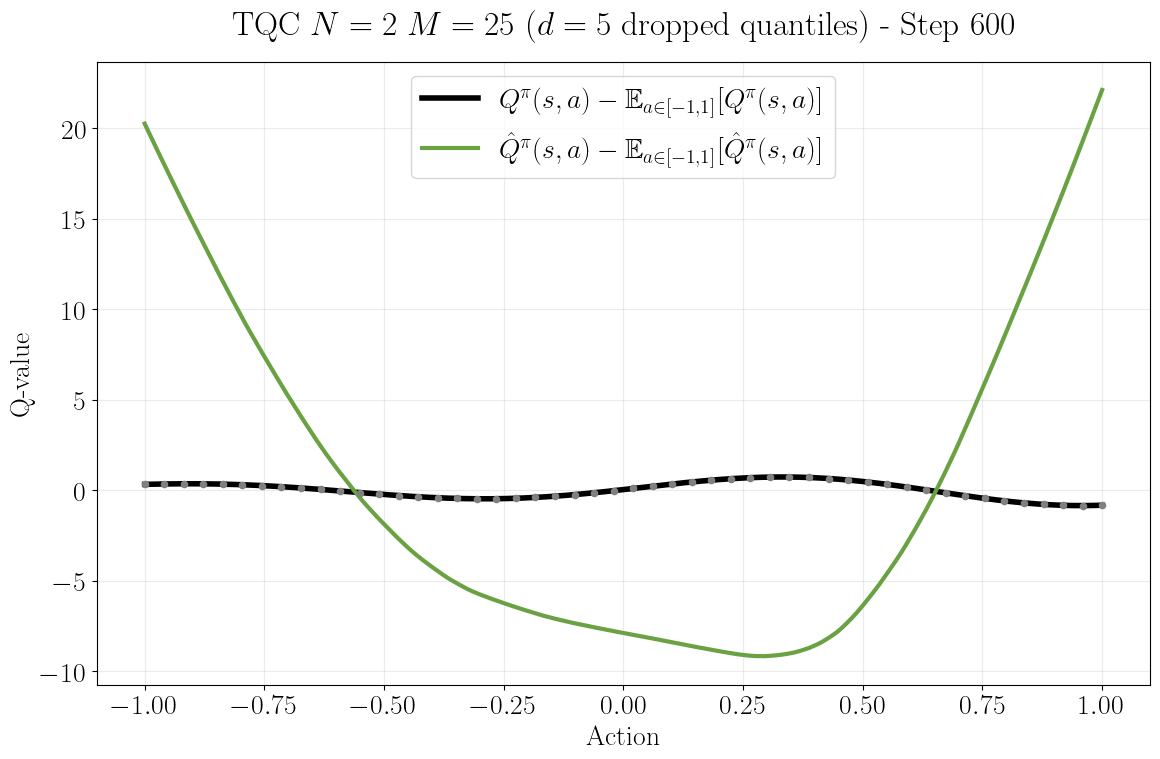 TQC N = 2 M = 25 (d = 5 dropped quantiles) - Step 600
Q^π(s, a) − 𝔼_{a∈[−1,1]}[Q^π(s, a)]
Q̂^π(s, a) − 𝔼_{a∈[−1,1]}[Q̂^π(s, a)]
Q-value
20
15
10
5
0
−5
−10
−1.00 −0.75 −0.50 −0.25 0.00 0.25 0.50 0.75 1.00
Action